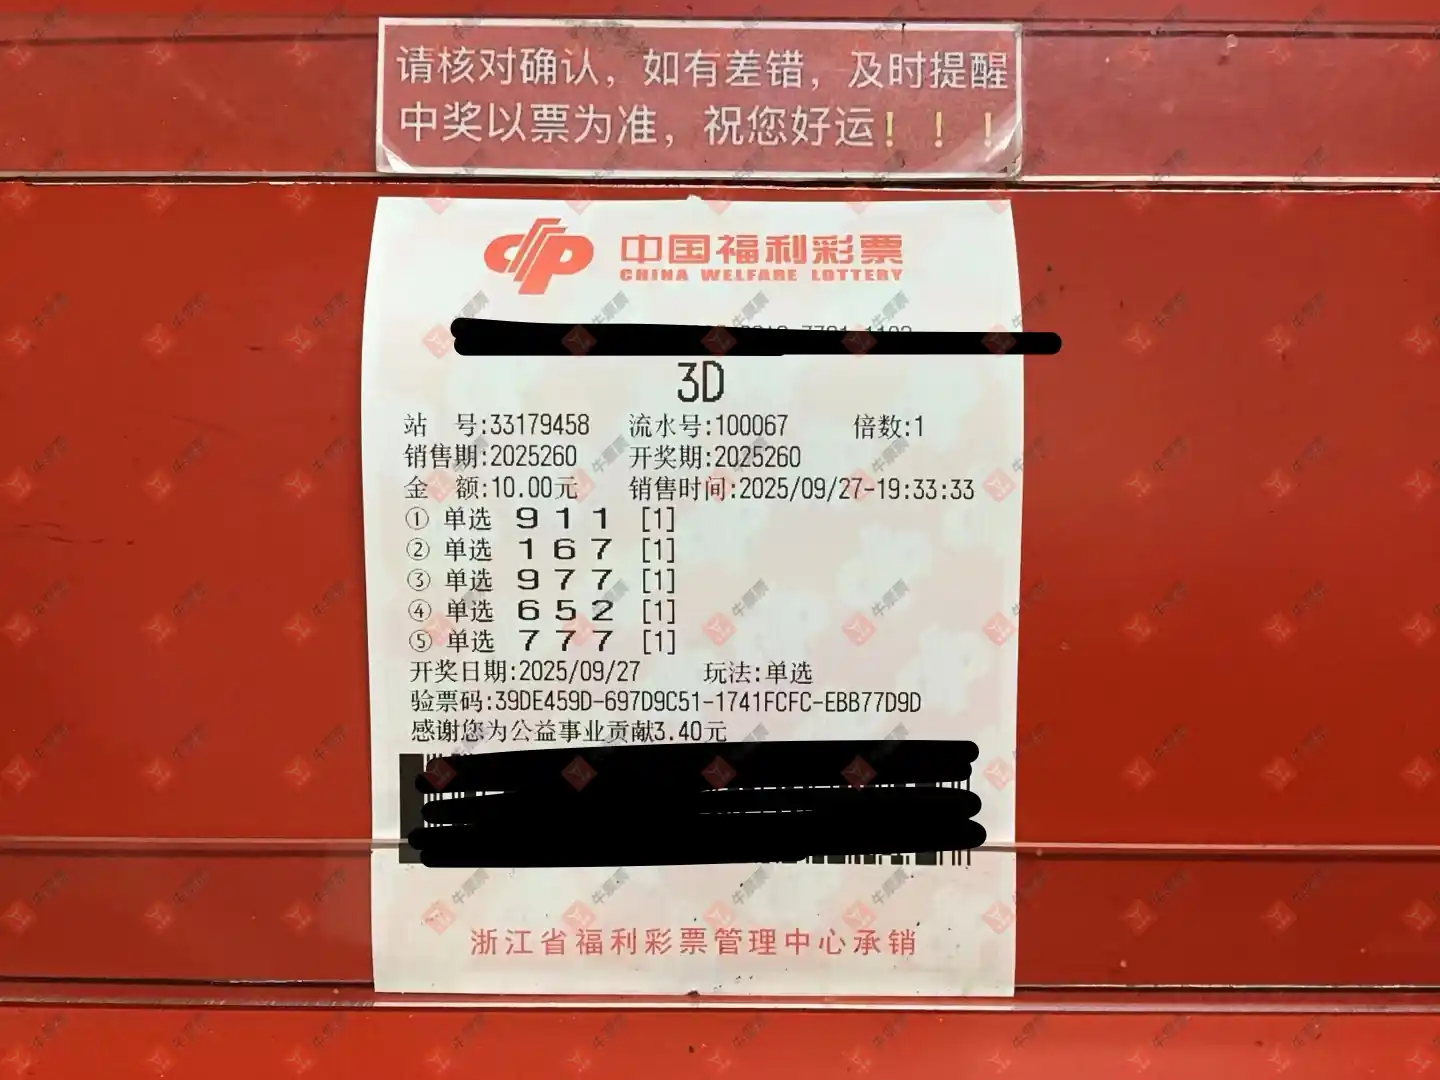 请核对确认，如有差错，及时提醒
中奖以票为准，祝您好运！！！
中国福利彩票
CHINA WELFARE LOTTERY
3D
站 号:33179458 流水号:100067 倍数:1
销售期:2025260 开奖期:2025260
金 额:10.00元 销售时间:2025/09/27-19:33:33
① 单选 9 1 1 [1]
② 单选 1 6 7 [1]
③ 单选 9 7 7 [1]
④ 单选 6 5 2 [1]
⑤ 单选 7 7 7 [1]
开奖日期:2025/09/27 玩法:单选
验票码:39DE459D-697D9C51-1741FCFC-EBB77D9D
感谢您为公益事业贡献3.40元
浙江省福利彩票管理中心承销